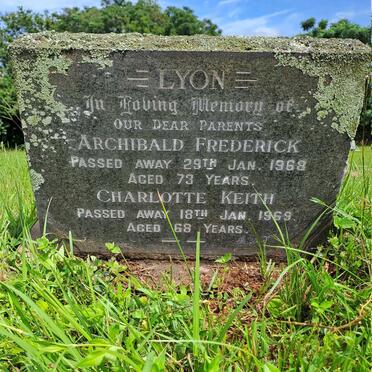 LYON
In Loving Memory of
OUR DEAR PARENTS
ARCHIBALD FREDERICK
PASSED AWAY 29TH JAN. 1968
AGED 73 YEARS.
CHARLOTTE KEITH
PASSED AWAY 18TH JAN. 1969.
AGED 68 YEARS.